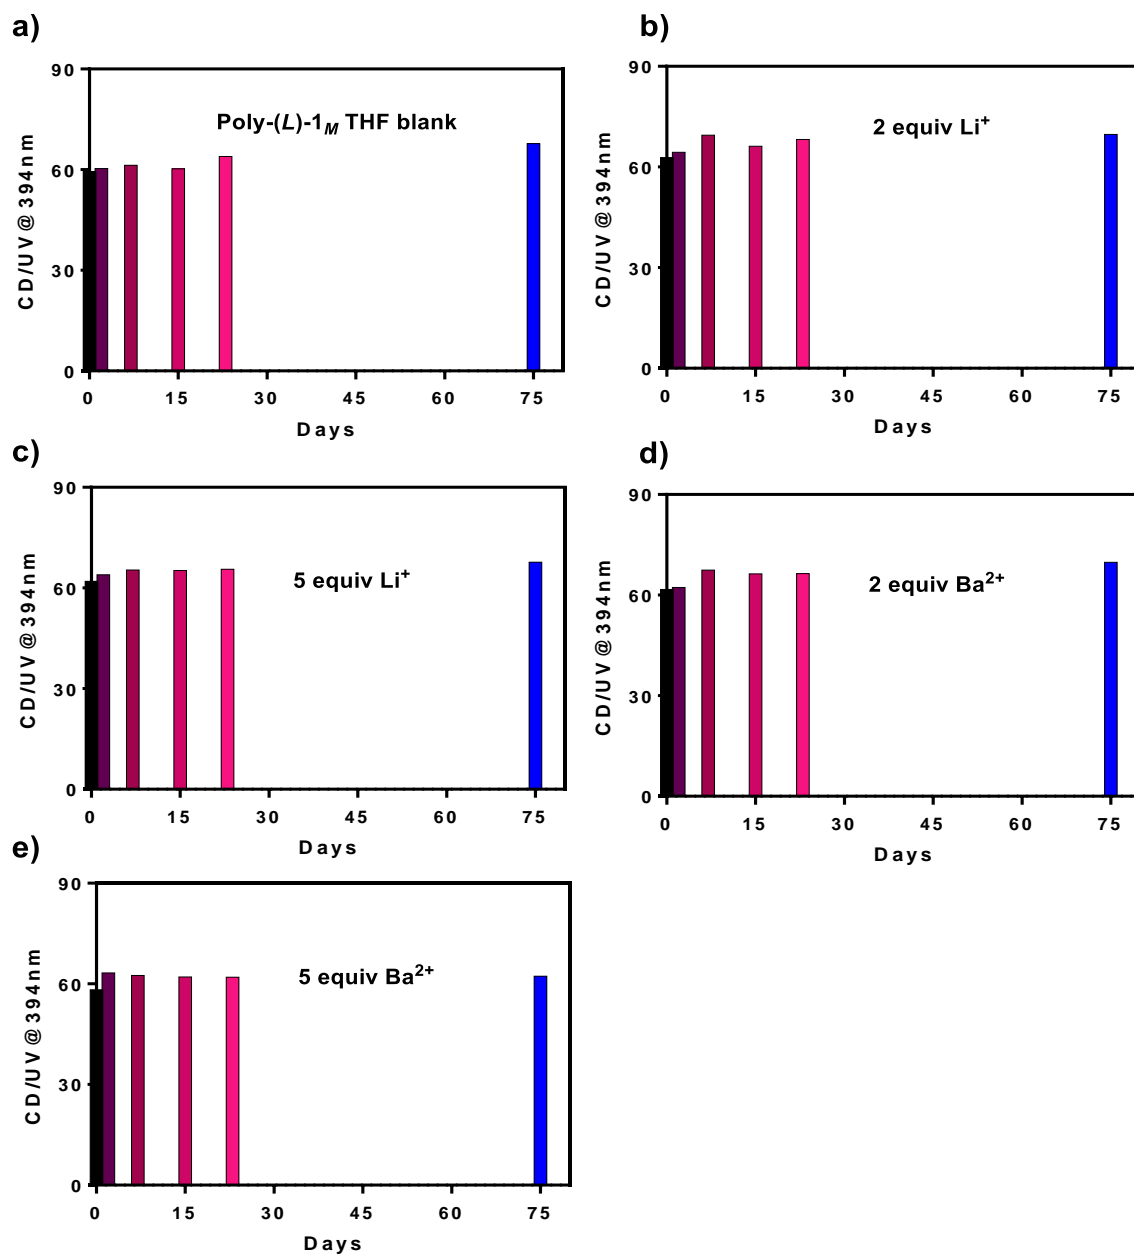 a)
90
60
30
0
CD/UV@394nm
Poly-(L)-1M THF blank
0 15 30 45 60 75
Days
b)
90
60
30
0
CD/UV@394nm
2 equiv Li+
0 15 30 45 60 75
Days
c)
90
60
30
0
CD/UV@394nm
5 equiv Li+
0 15 30 45 60 75
Days
d)
90
60
30
0
CD/UV@394nm
2 equiv Ba2+
0 15 30 45 60 75
Days
e)
90
60
30
0
CD/UV@394nm
5 equiv Ba2+
0 15 30 45 60 75
Days